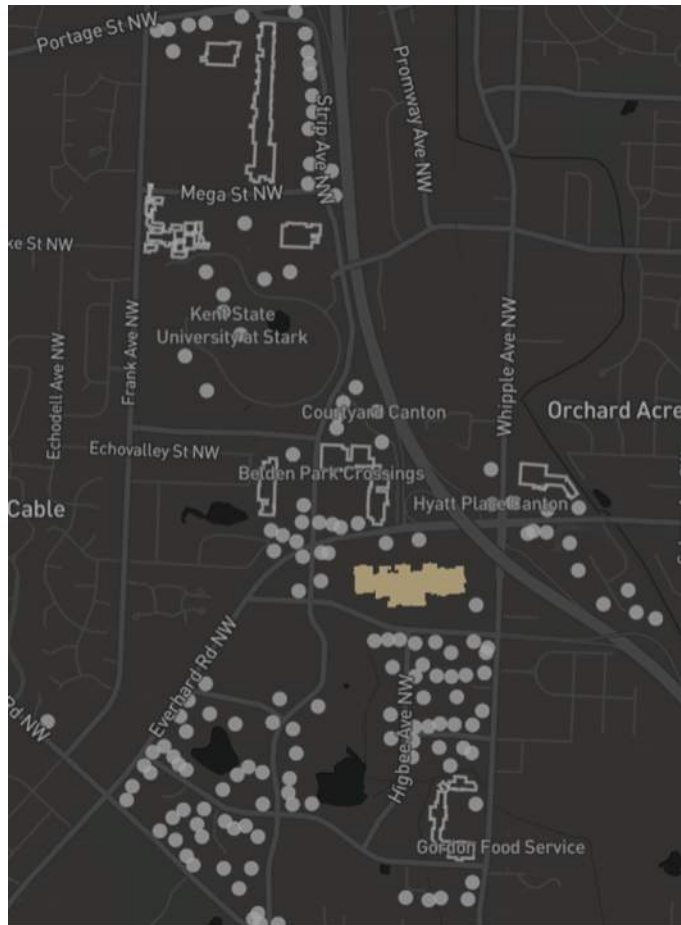 Portage St NW
Promway Ave NW
Strip Ave NW
Mega St NW
ke St NW
Kent State
University at Stark
Frank Ave NW
Echodell Ave NW
Whipple Ave NW
Courtyard Canton
Orchard Acre
Echovalley St NW
Belden Park Crossings
Cable
Hyatt Place Canton
Everhard Rd NW
Rd NW
Higbee Ave NW
Gordon Food Service